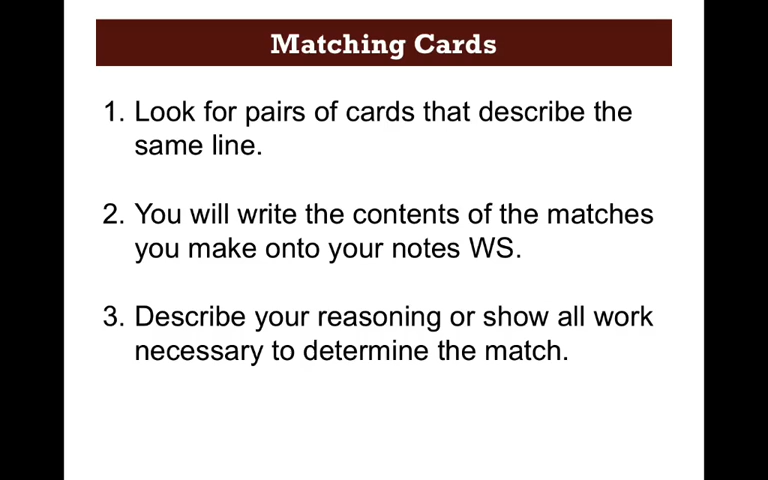 Matching Cards
1. Look for pairs of cards that describe the
same line.
2. You will write the contents of the matches
you make onto your notes WS.
3. Describe your reasoning or show all work
necessary to determine the match.